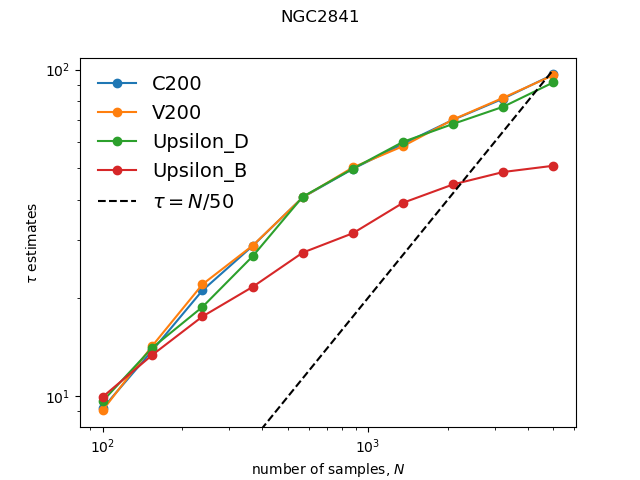 NGC2841
10²
C200
V200
Upsilon_D
Upsilon_B
τ = N/50
τ estimates
10¹
10² 10³
number of samples, N